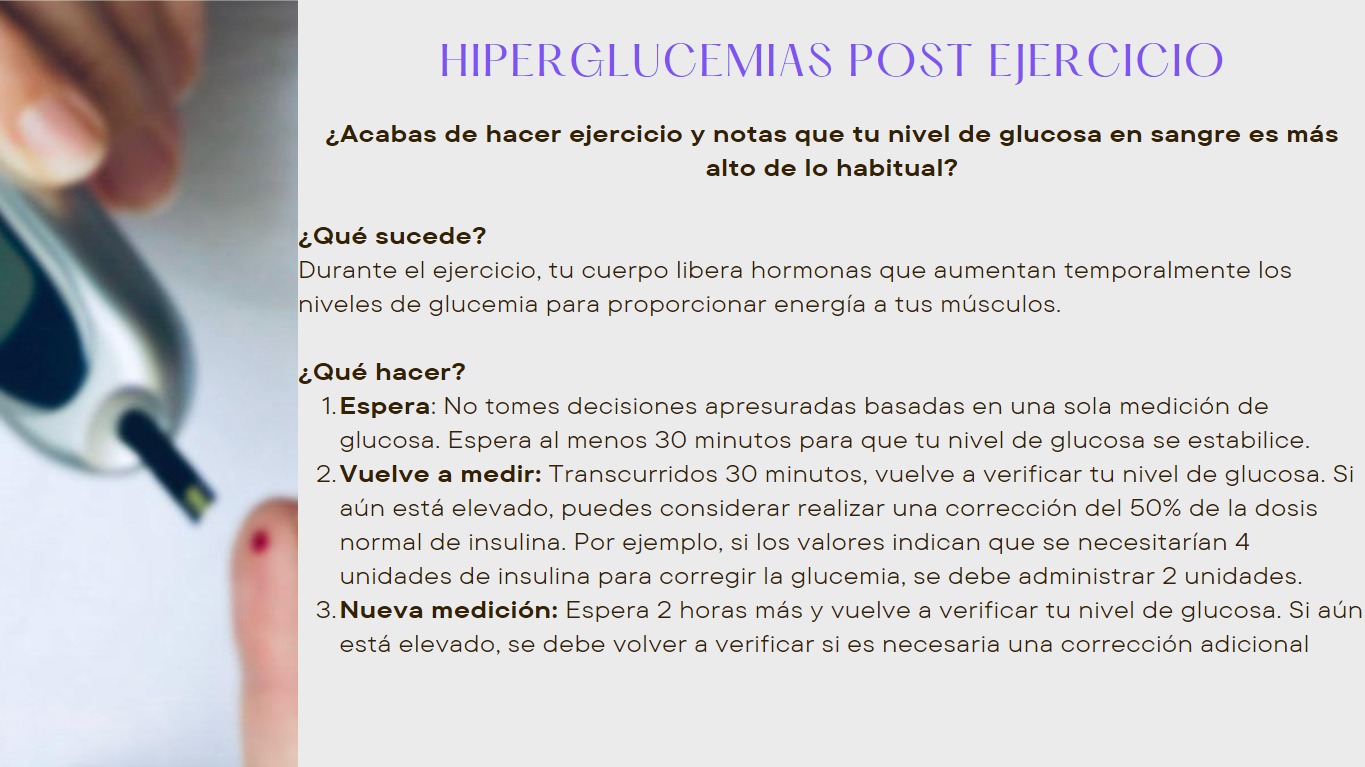 HIPERGLUCEMIAS POST EJERCICIO
¿Acabas de hacer ejercicio y notas que tu nivel de glucosa en sangre es más
alto de lo habitual?
¿Qué sucede?
Durante el ejercicio, tu cuerpo libera hormonas que aumentan temporalmente los
niveles de glucemia para proporcionar energía a tus músculos.
¿Qué hacer?
1. Espera: No tomes decisiones apresuradas basadas en una sola medición de
glucosa. Espera al menos 30 minutos para que tu nivel de glucosa se estabilice.
2. Vuelve a medir: Transcurridos 30 minutos, vuelve a verificar tu nivel de glucosa. Si
aún está elevado, puedes considerar realizar una corrección del 50% de la dosis
normal de insulina. Por ejemplo, si los valores indican que se necesitarían 4
unidades de insulina para corregir la glucemia, se debe administrar 2 unidades.
3. Nueva medición: Espera 2 horas más y vuelve a verificar tu nivel de glucosa. Si aún
está elevado, se debe volver a verificar si es necesaria una corrección adicional